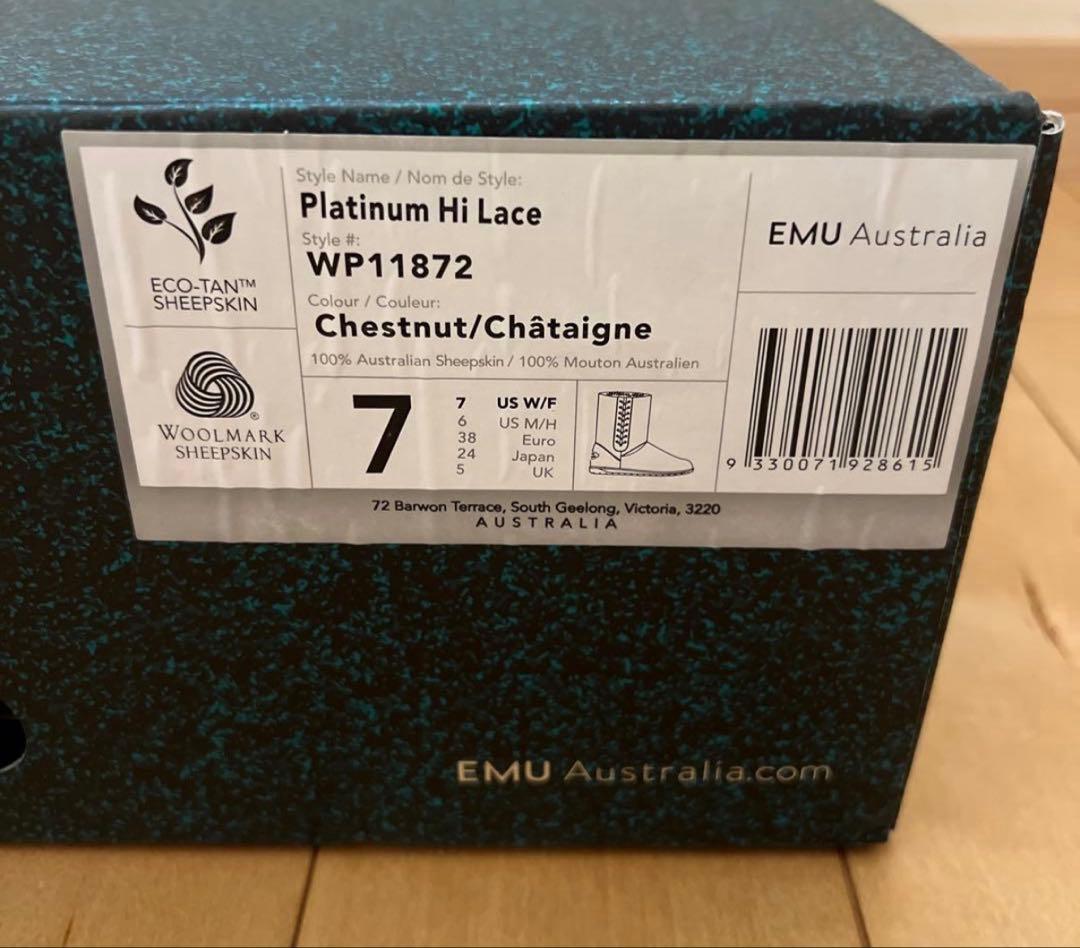 ECO-TAN™
SHEEPSKIN
WOOLMARK
SHEEPSKIN
®
Style Name / Nom de Style:
Platinum Hi Lace
Style #:
WP11872
Colour / Couleur:
Chestnut/Châtaigne
100% Australian Sheepskin / 100% Mouton Australien
7
7 US W/F
6 US M/H
38 Euro
24 Japan
5 UK
EMU Australia
9 330071 928615
72 Barwon Terrace, South Geelong, Victoria, 3220
AUSTRALIA
EMU Australia.com